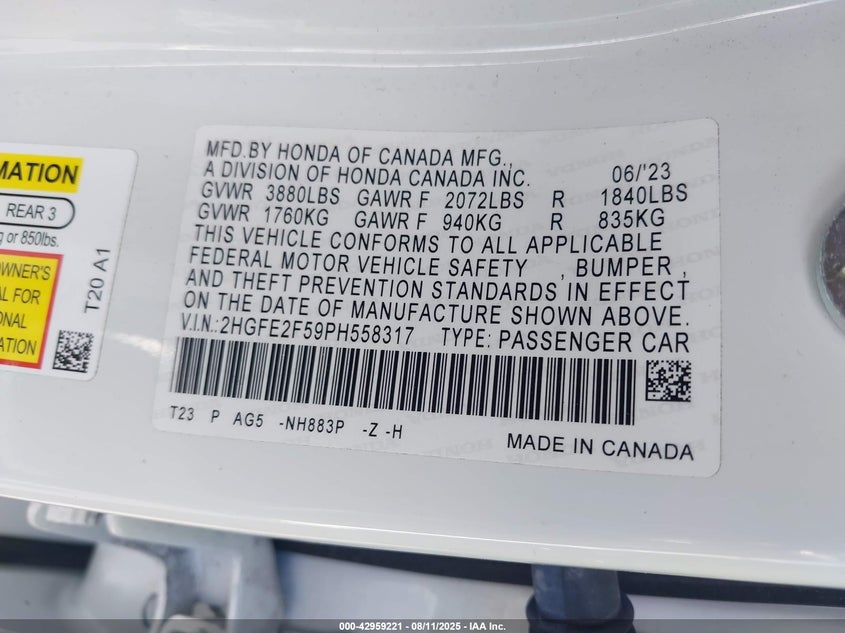 MATION
REAR 3
g or 850lbs.
OWNER'S
AL FOR
ONAL
ATION
T20 A1
MFD.BY HONDA OF CANADA MFG.,
A DIVISION OF HONDA CANADA INC. 06/'23
GVWR 3880LBS GAWR F 2072LBS R 1840LBS
GVWR 1760KG GAWR F 940KG R 835KG
THIS VEHICLE CONFORMS TO ALL APPLICABLE
FEDERAL MOTOR VEHICLE SAFETY , BUMPER ,
AND THEFT PREVENTION STANDARDS IN EFFECT
ON THE DATE OF MANUFACTURE SHOWN ABOVE.
V.I.N.:2HGFE2F59PH558317 TYPE: PASSENGER CAR
T23 P AG5 -NH883P -Z -H
MADE IN CANADA
000-42959221 - 08/11/2025 - IAA Inc.